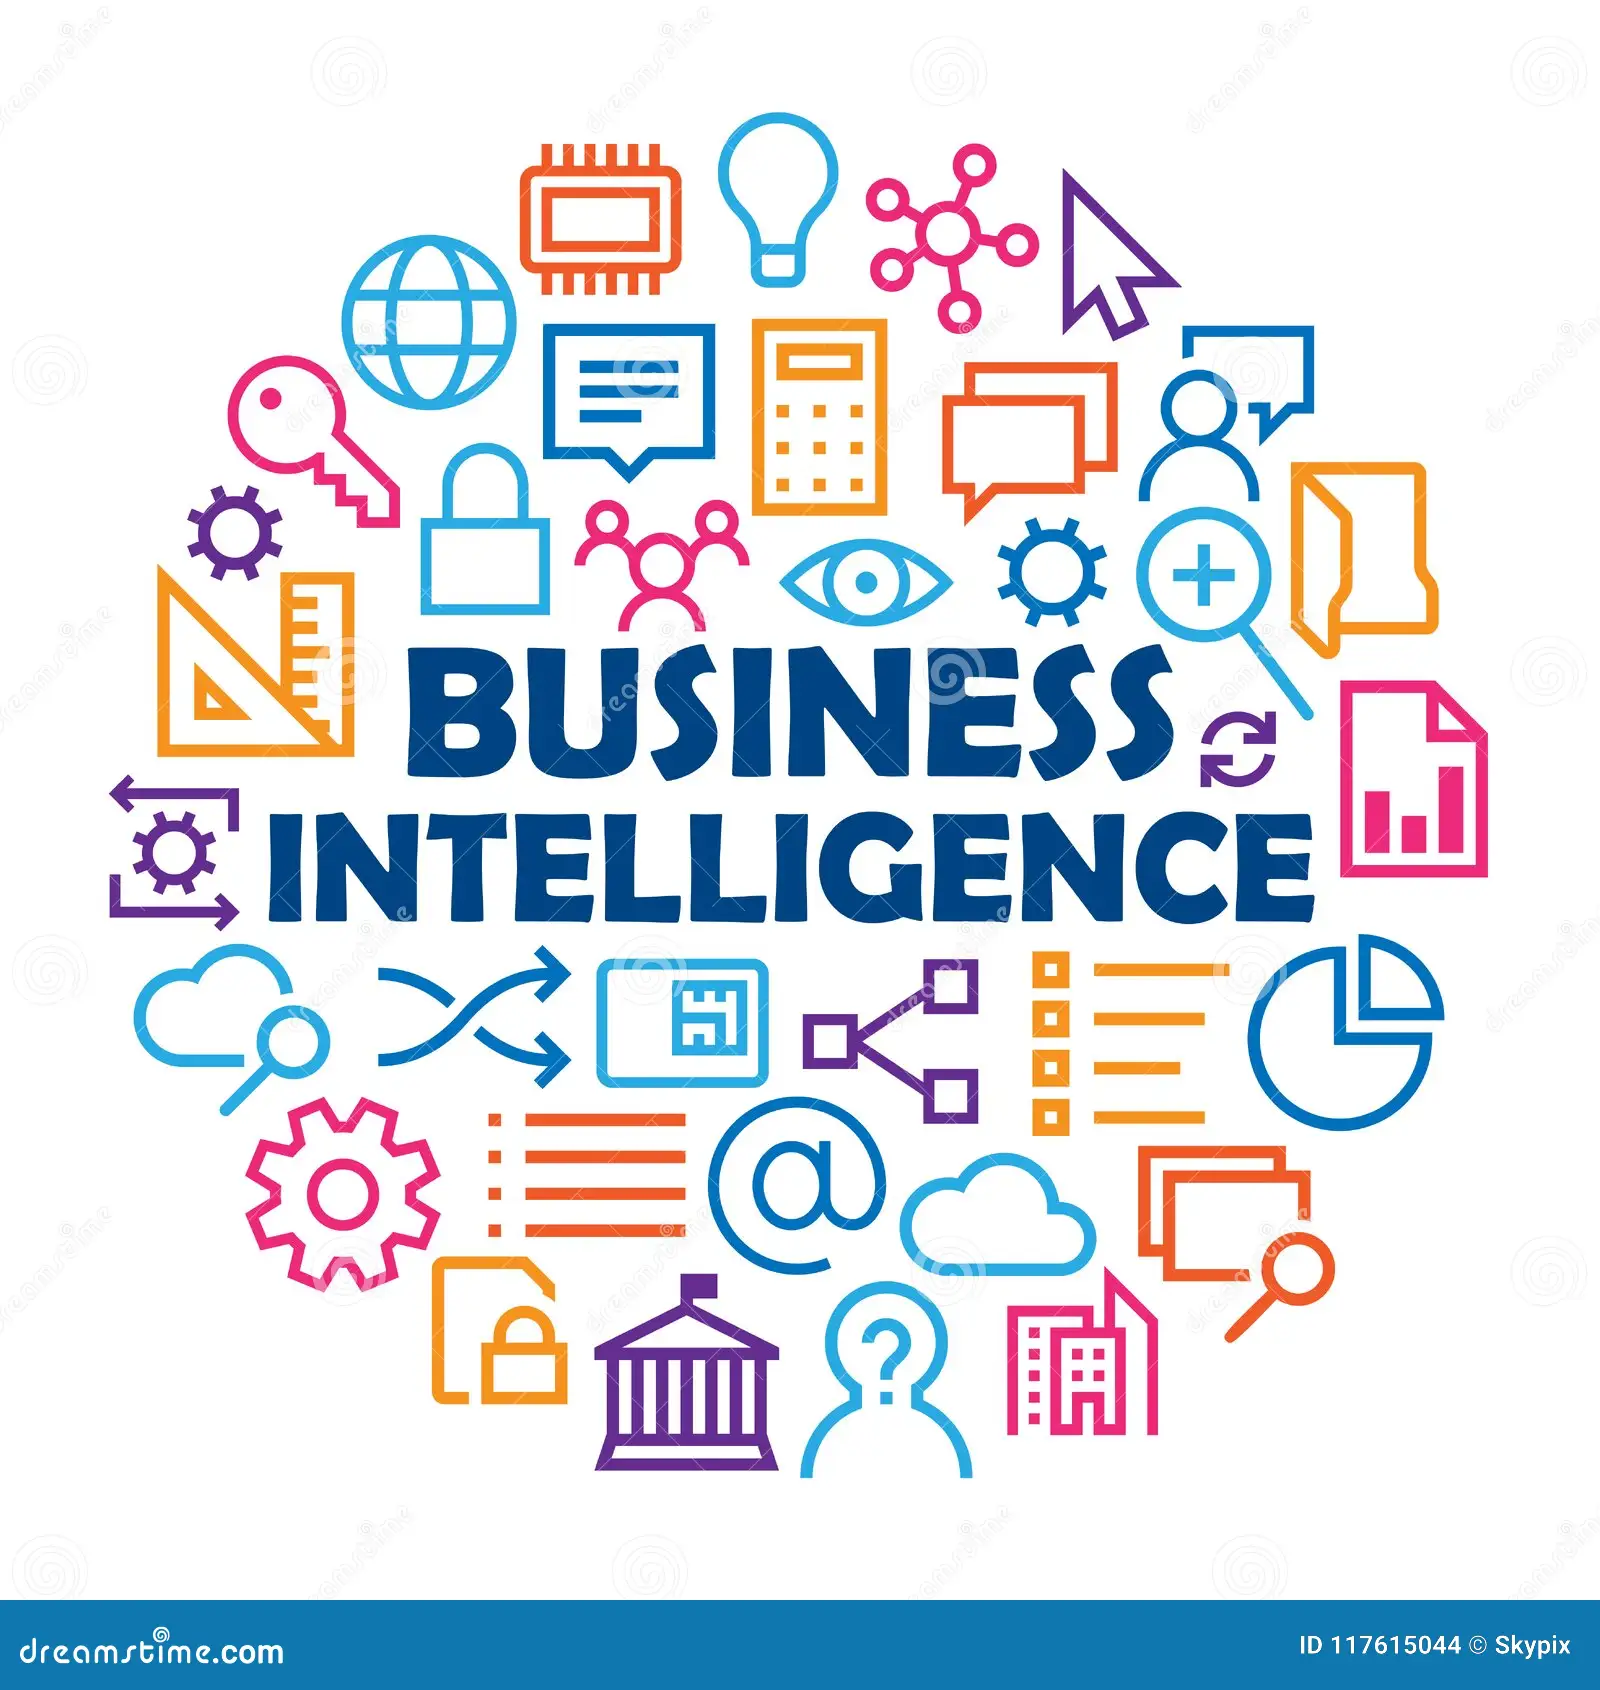 BUSINESS
INTELLIGENCE
@
?
dreamstime.com
ID 117615044 © Skypix